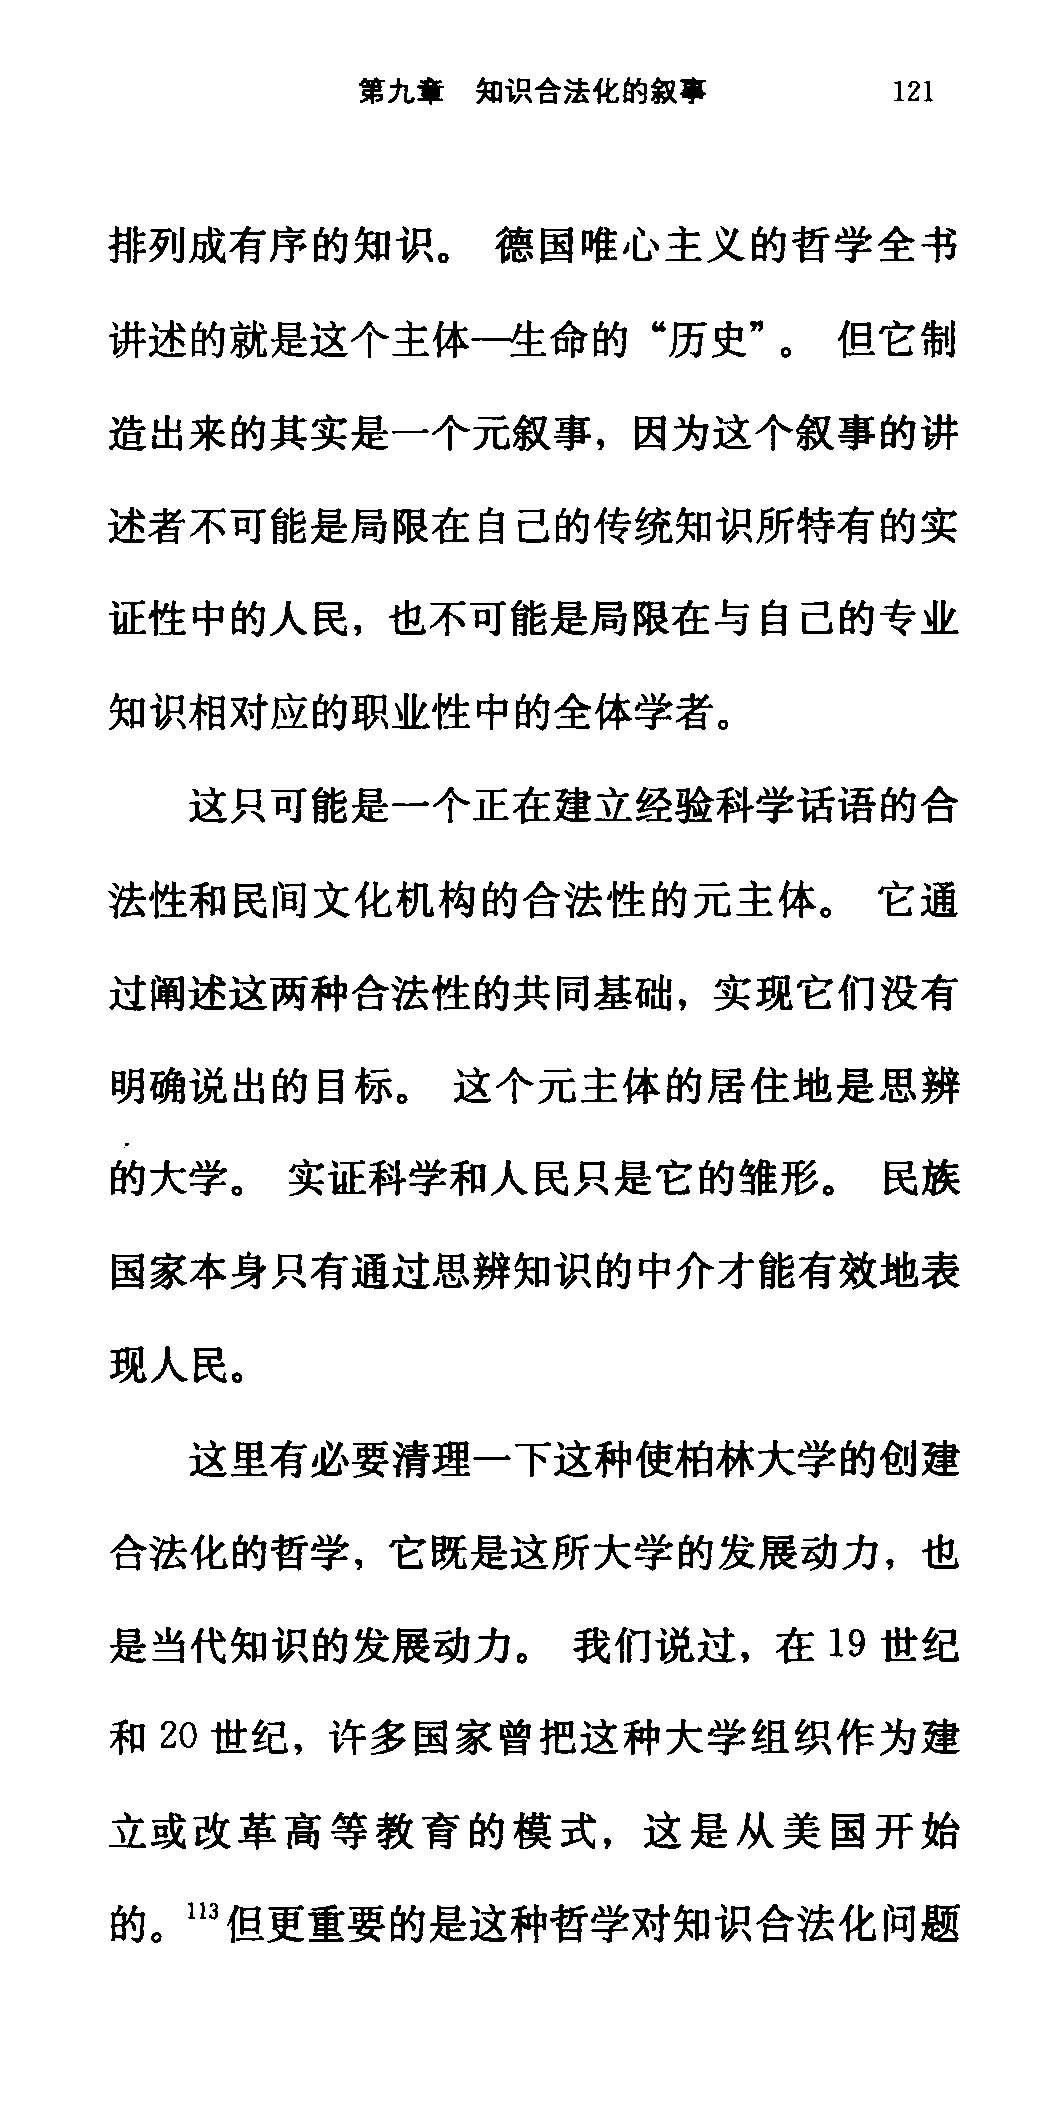 第九章 知识合法化的叙事 121
排列成有序的知识。 德国唯心主义的哲学全书
讲述的就是这个主体—生命的“历史”。 但它制
造出来的其实是一个元叙事，因为这个叙事的讲
述者不可能是局限在自己的传统知识所特有的实
证性中的人民，也不可能是局限在与自己的专业
知识相对应的职业性中的全体学者。
这只可能是一个正在建立经验科学话语的合
法性和民间文化机构的合法性的元主体。 它通
过阐述这两种合法性的共同基础，实现它们没有
明确说出的目标。 这个元主体的居住地是思辨
的大学。 实证科学和人民只是它的雏形。 民族
国家本身只有通过思辨知识的中介才能有效地表
现人民。
这里有必要清理一下这种使柏林大学的创建
合法化的哲学，它既是这所大学的发展动力，也
是当代知识的发展动力。 我们说过，在 19 世纪
和 20 世纪，许多国家曾把这种大学组织作为建
立或改革高等教育的模式，这是从美国开始
的。¹¹³但更重要的是这种哲学对知识合法化问题